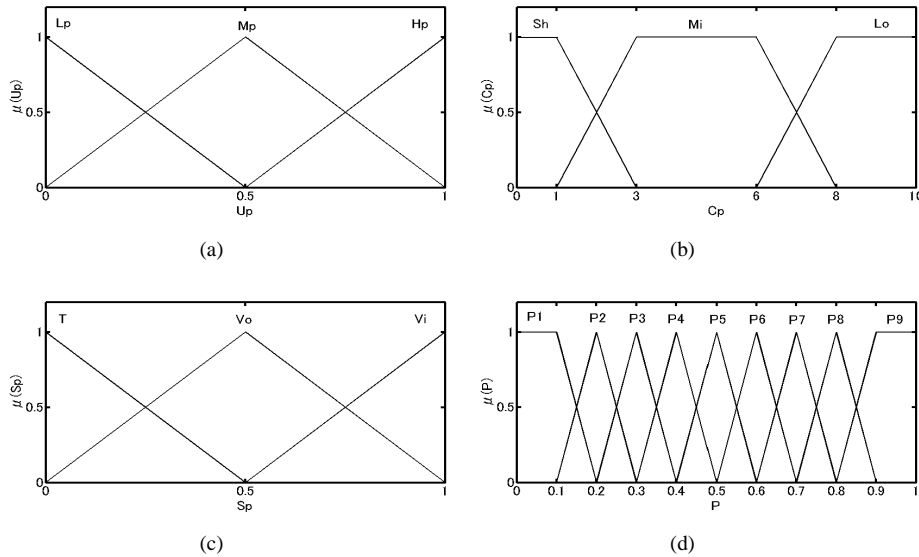 Lp Mp Hp
1
0.5
0
μ(Up)
0 0.5 1
Up
(a)
Sh Mi Lo
1
0.5
0
μ(Cp)
0 1 3 6 8 10
Cp
(b)
T Vo Vi
1
0.5
0
μ(Sp)
0 0.5 1
Sp
(c)
P1 P2 P3 P4 P5 P6 P7 P8 P9
1
0.5
0
μ(P)
0 0.1 0.2 0.3 0.4 0.5 0.6 0.7 0.8 0.9 1
P
(d)